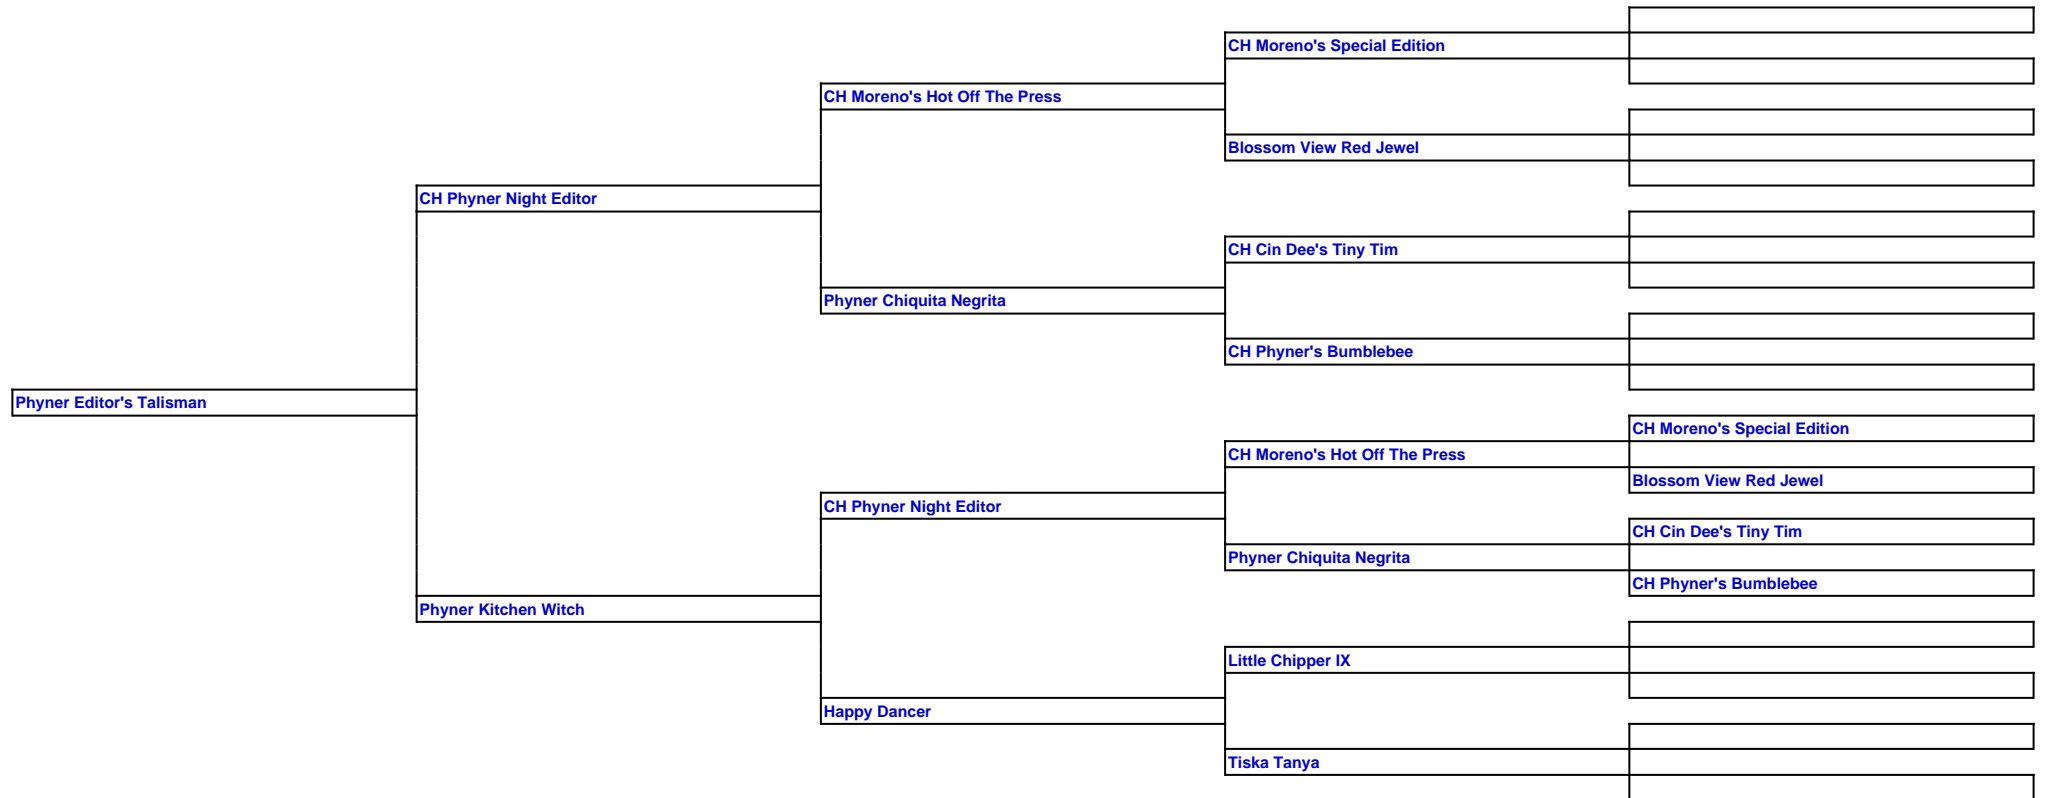 CH Moreno's Special Edition
CH Moreno's Hot Off The Press
Blossom View Red Jewel
CH Phyner Night Editor
CH Cin Dee's Tiny Tim
Phyner Chiquita Negrita
CH Phyner's Bumblebee
Phyner Editor's Talisman
CH Moreno's Special Edition
CH Moreno's Hot Off The Press
Blossom View Red Jewel
CH Phyner Night Editor
CH Cin Dee's Tiny Tim
Phyner Chiquita Negrita
CH Phyner's Bumblebee
Phyner Kitchen Witch
Little Chipper IX
Happy Dancer
Tiska Tanya